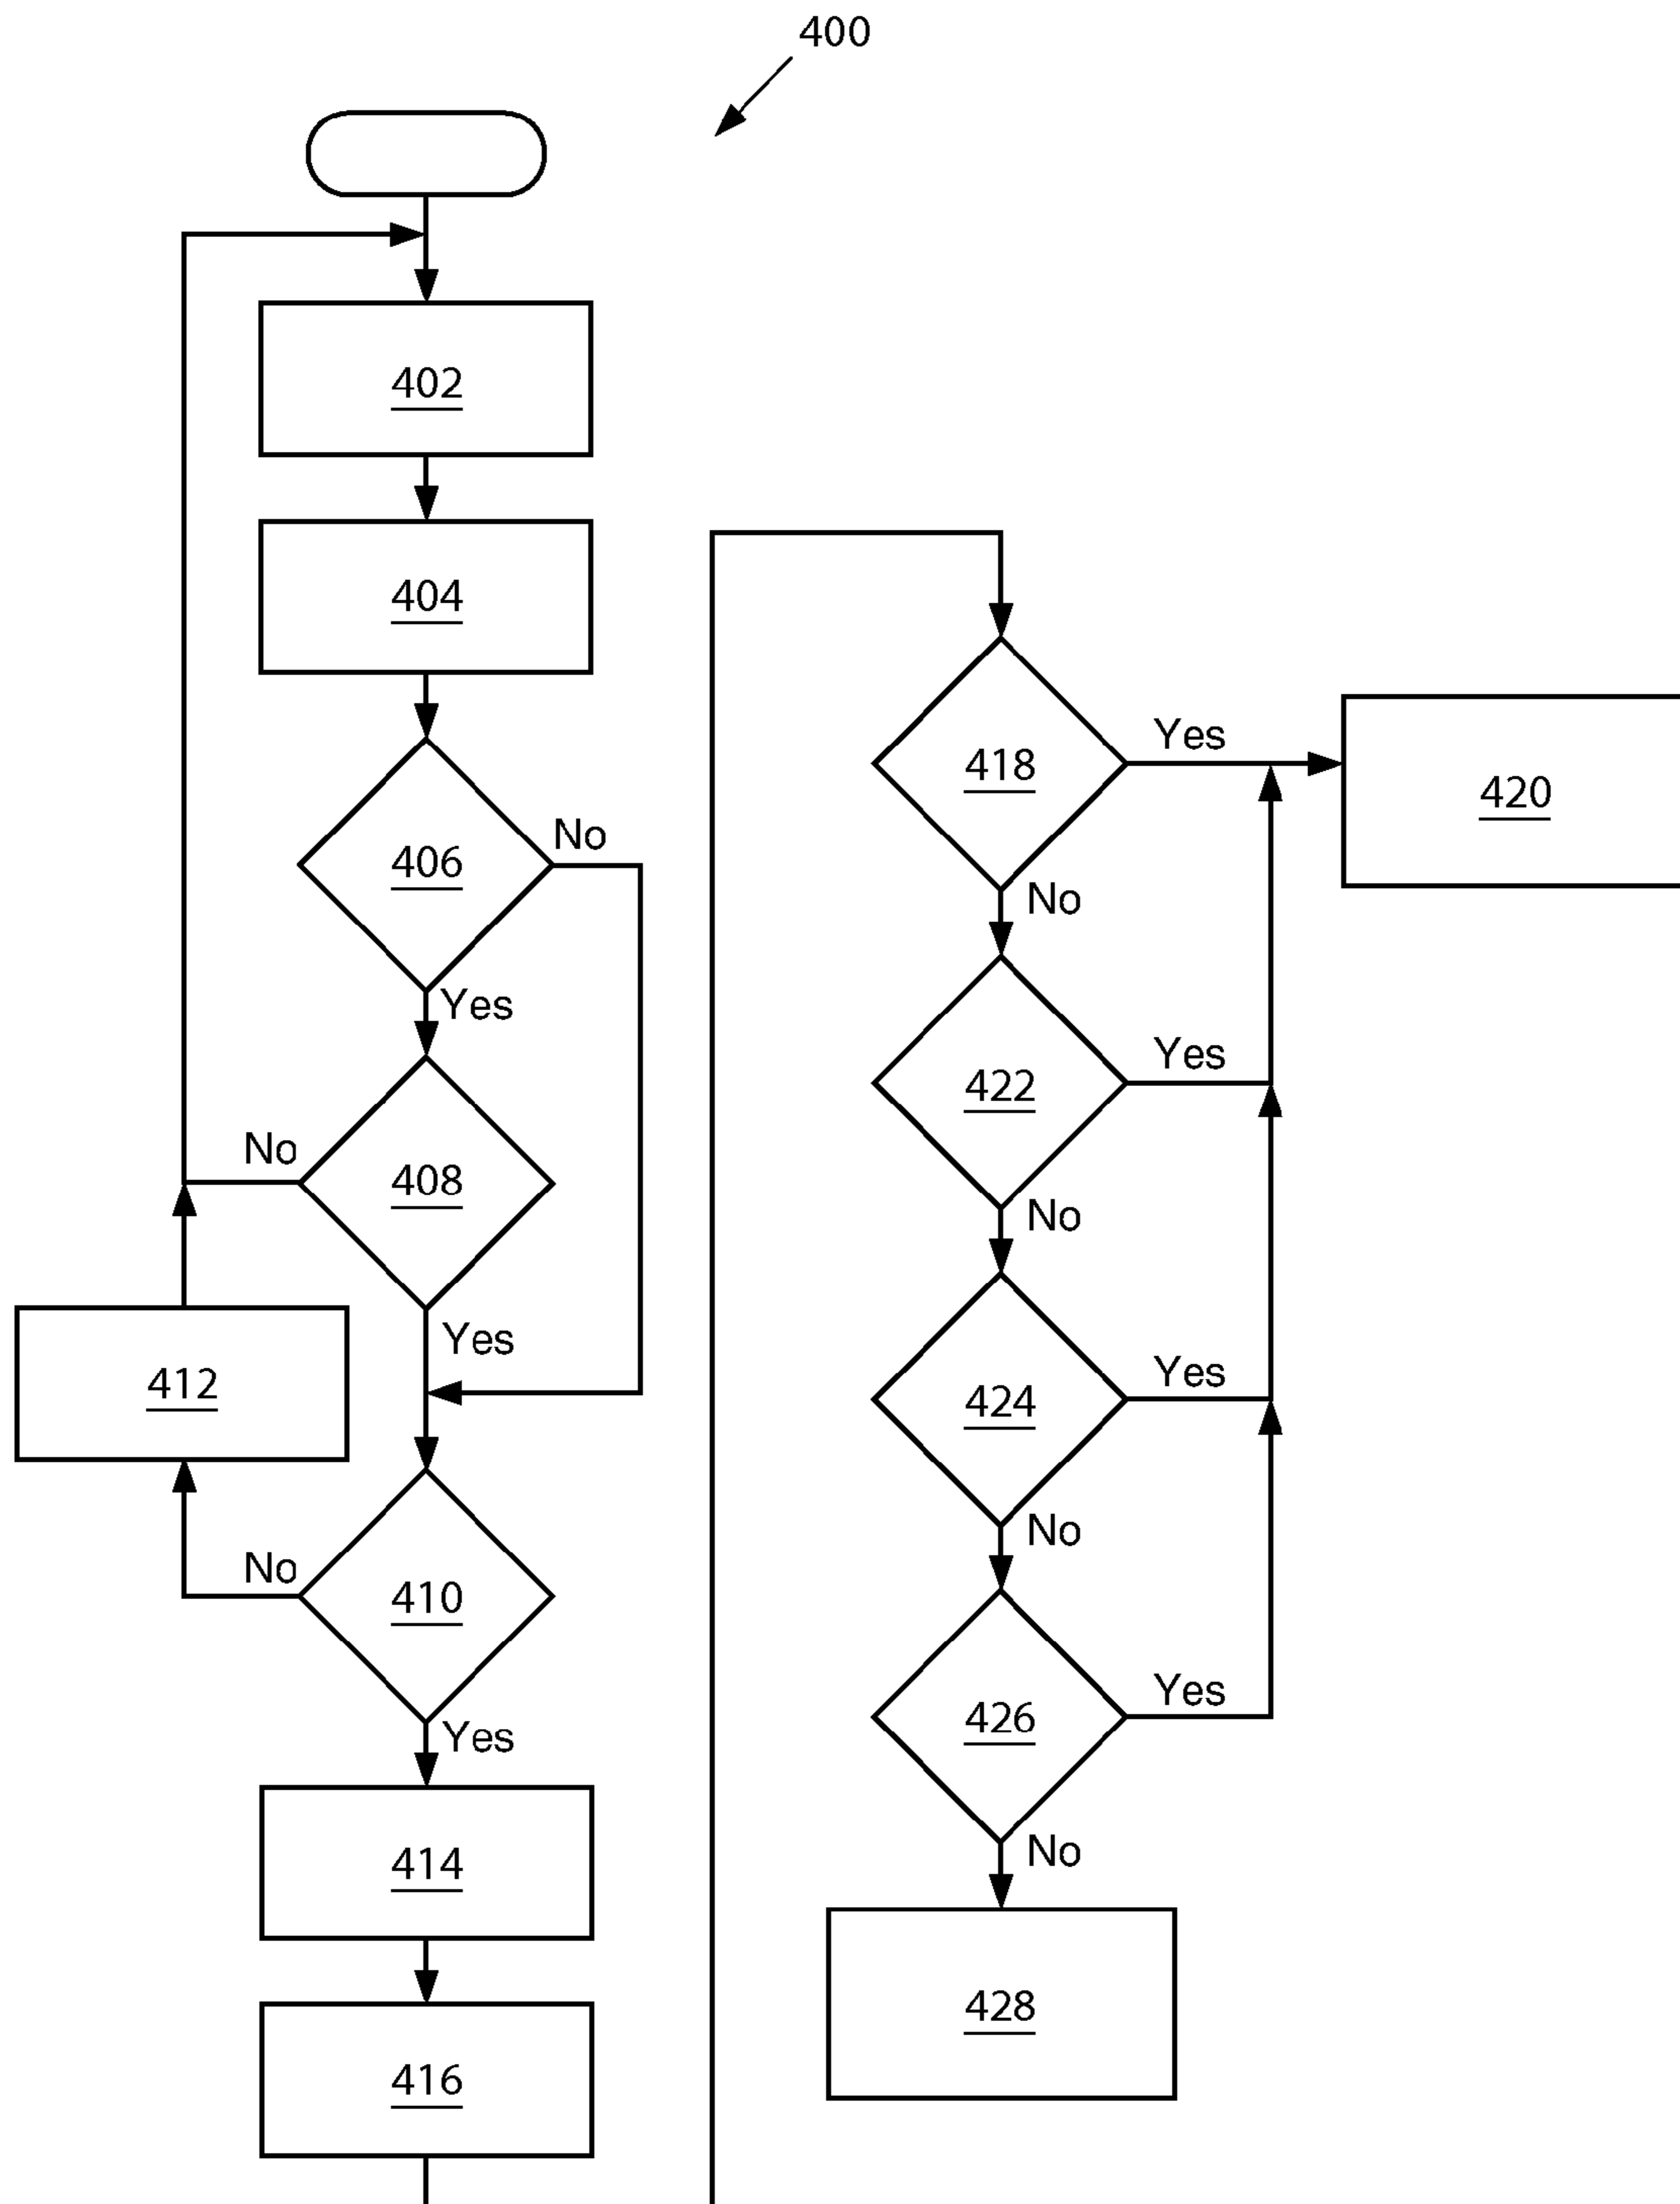 400
402
404
406
No
Yes
408
No
Yes
412
410
No
Yes
414
416
418
Yes
No
420
422
Yes
No
424
Yes
No
426
Yes
No
428